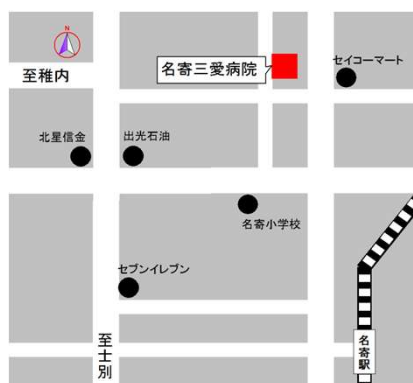 N
至稚内
名寄三愛病院
セイコーマート
北星信金
出光石油
名寄小学校
セブンイレブン
至士別
名寄駅